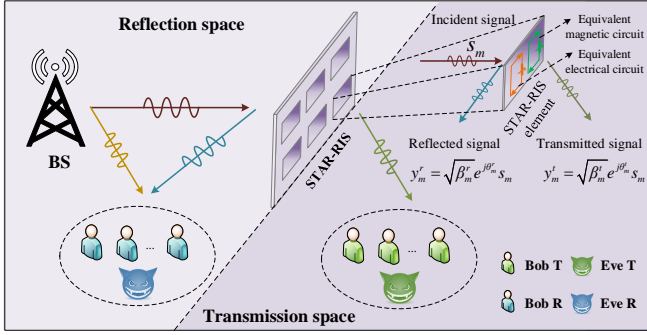 Reflection space
Incident signal
S_m
Equivalent
magnetic circuit
Equivalent
electrical circuit
BS
STAR-RIS
STAR-RIS
element
Reflected signal
Transmitted signal
y_m^r = √β_m^r e^{jθ_m^r} s_m
y_m^t = √β_m^t e^{jθ_m^t} s_m
...
...
Bob T
Eve T
Bob R
Eve R
Transmission space